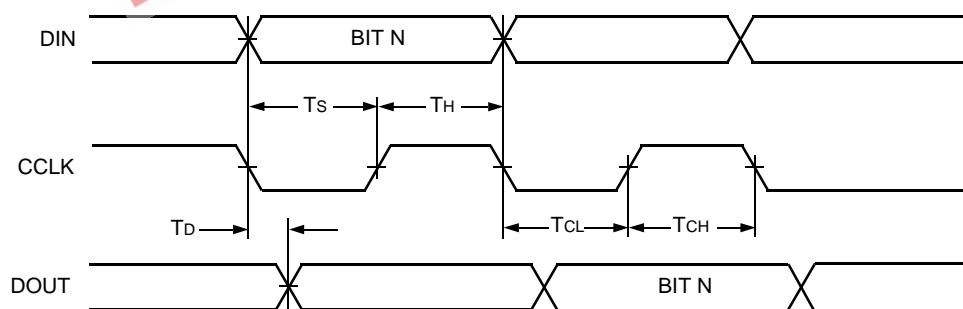 DIN
BIT N
TS
TH
CCLK
TD
TCL
TCH
DOUT
BIT N